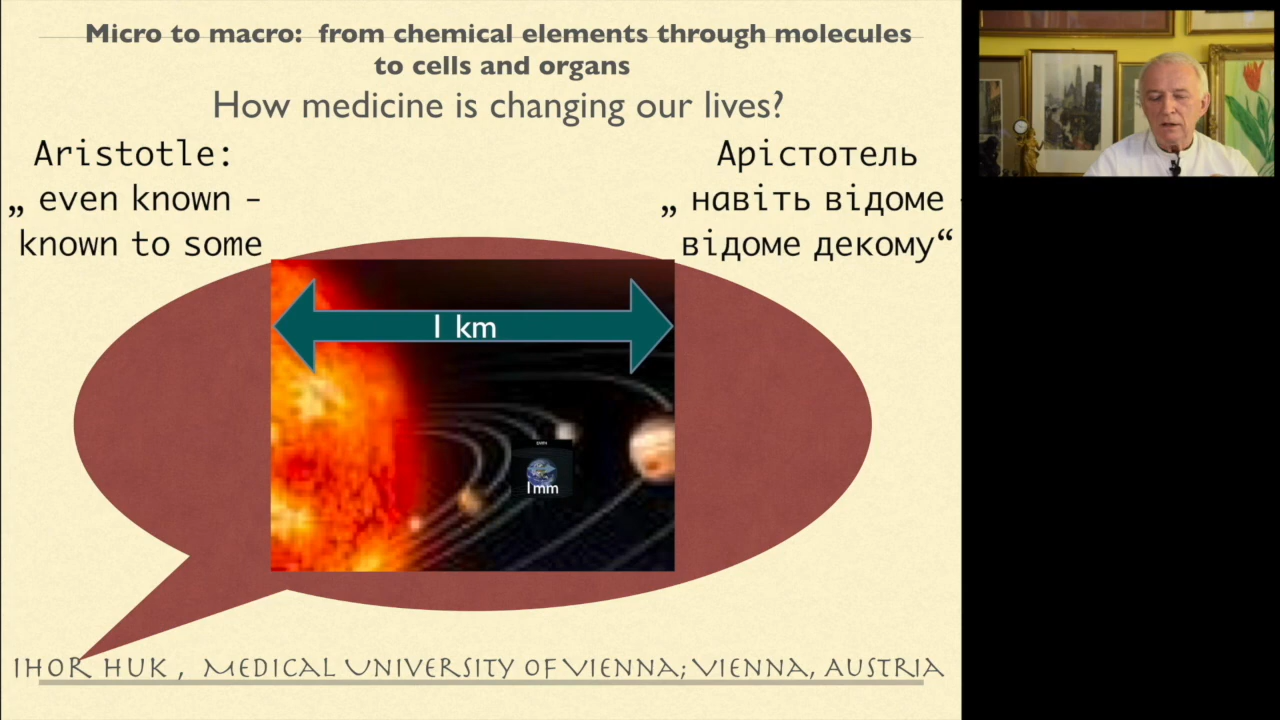 Micro to macro: from chemical elements through molecules
to cells and organs
How medicine is changing our lives?
Aristotle:
„ even known –
known to some
Арістотель
„ навіть відоме -
відоме декому“
1 km
1mm
IHOR HUK , MEDICAL UNIVERSITY OF VIENNA; VIENNA, AUSTRIA